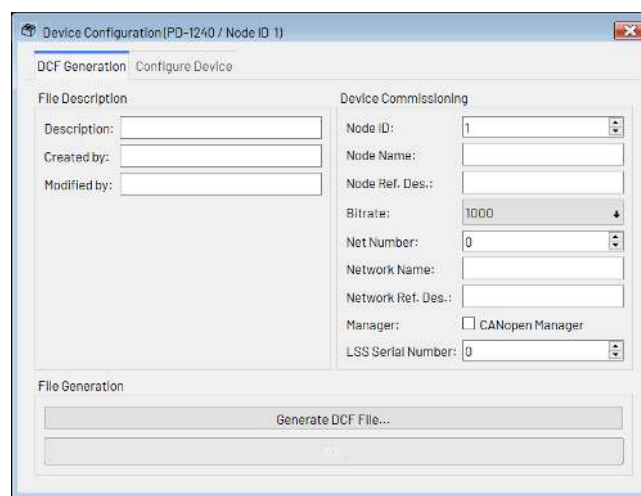 Device Configuration (PD-1240 / Node ID 1)
DCF Generation Configure Device
File Description
Description:
Created by:
Modified by:
Device Commissioning
Node ID: 1
Node Name:
Node Ref. Des.:
Bitrate: 1000
Net Number: 0
Network Name:
Network Ref. Des.:
Manager: CANopen Manager
LSS Serial Number: 0
File Generation
Generate DCF File...